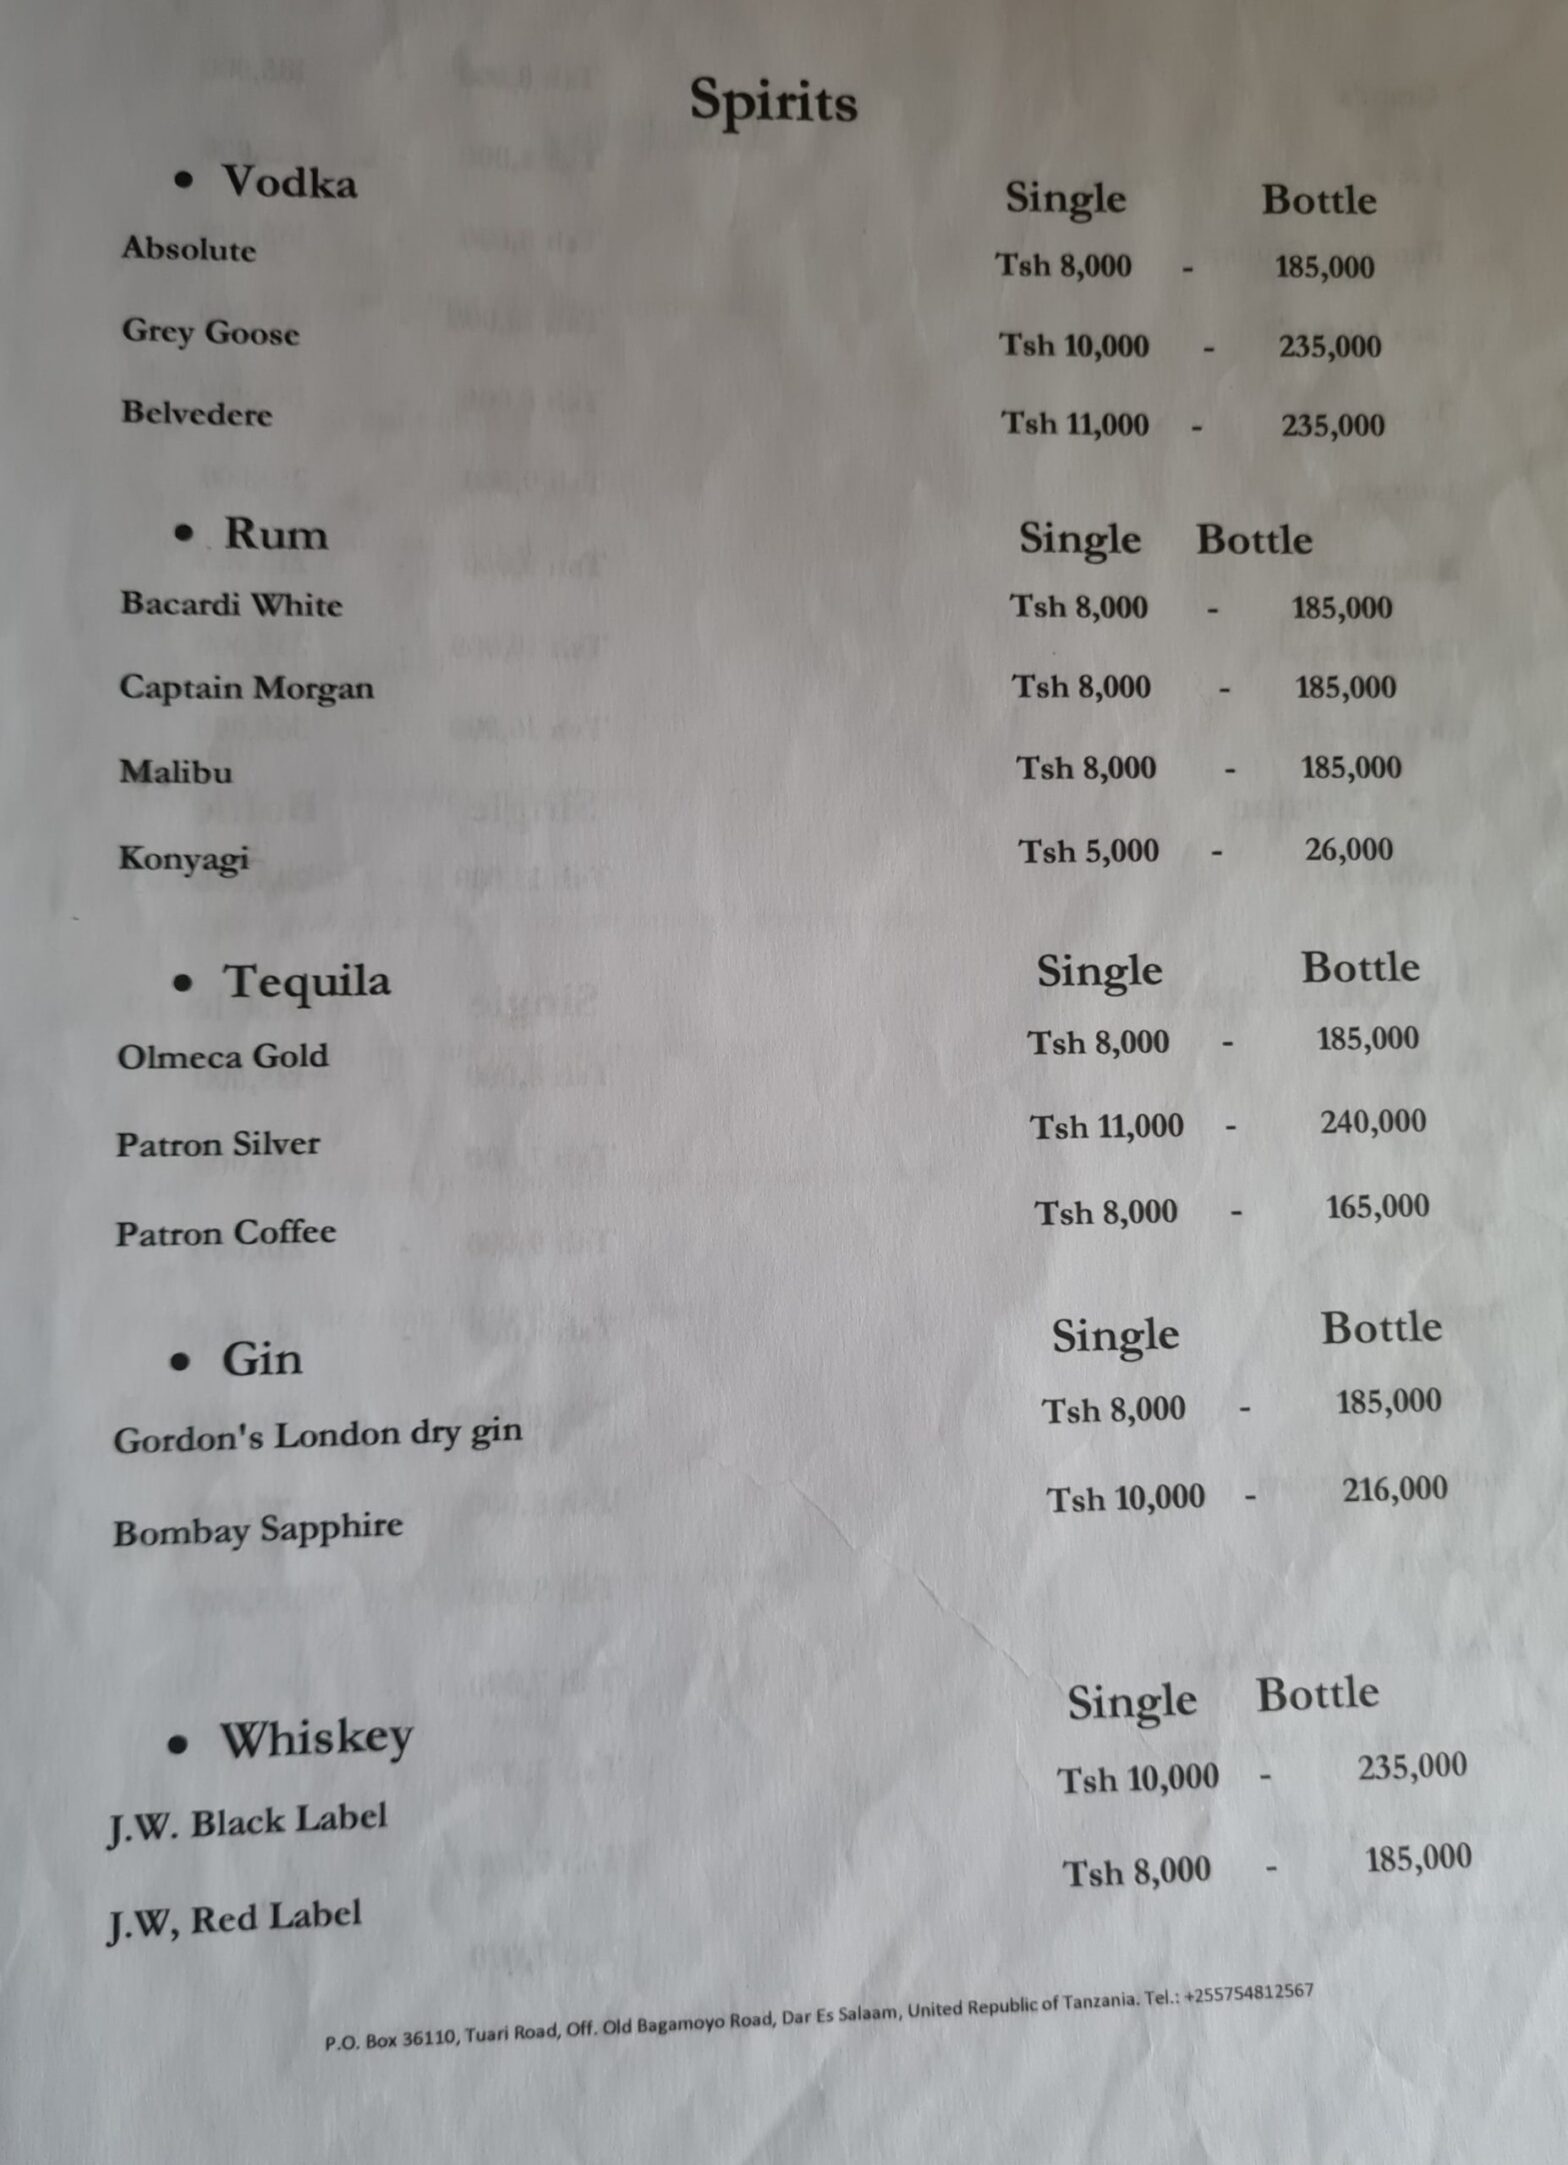 Spirits
• Vodka Single Bottle
Absolute Tsh 8,000 - 185,000
Grey Goose Tsh 10,000 - 235,000
Belvedere Tsh 11,000 - 235,000
• Rum Single Bottle
Bacardi White Tsh 8,000 - 185,000
Captain Morgan Tsh 8,000 - 185,000
Malibu Tsh 8,000 - 185,000
Konyagi Tsh 5,000 - 26,000
• Tequila Single Bottle
Olmeca Gold Tsh 8,000 - 185,000
Patron Silver Tsh 11,000 - 240,000
Patron Coffee Tsh 8,000 - 165,000
• Gin Single Bottle
Gordon's London dry gin Tsh 8,000 - 185,000
Bombay Sapphire Tsh 10,000 - 216,000
• Whiskey Single Bottle
J.W. Black Label Tsh 10,000 - 235,000
J.W, Red Label Tsh 8,000 - 185,000
P.O. Box 36110, Tuari Road, Off. Old Bagamoyo Road, Dar Es Salaam, United Republic of Tanzania. Tel.: +255754812567